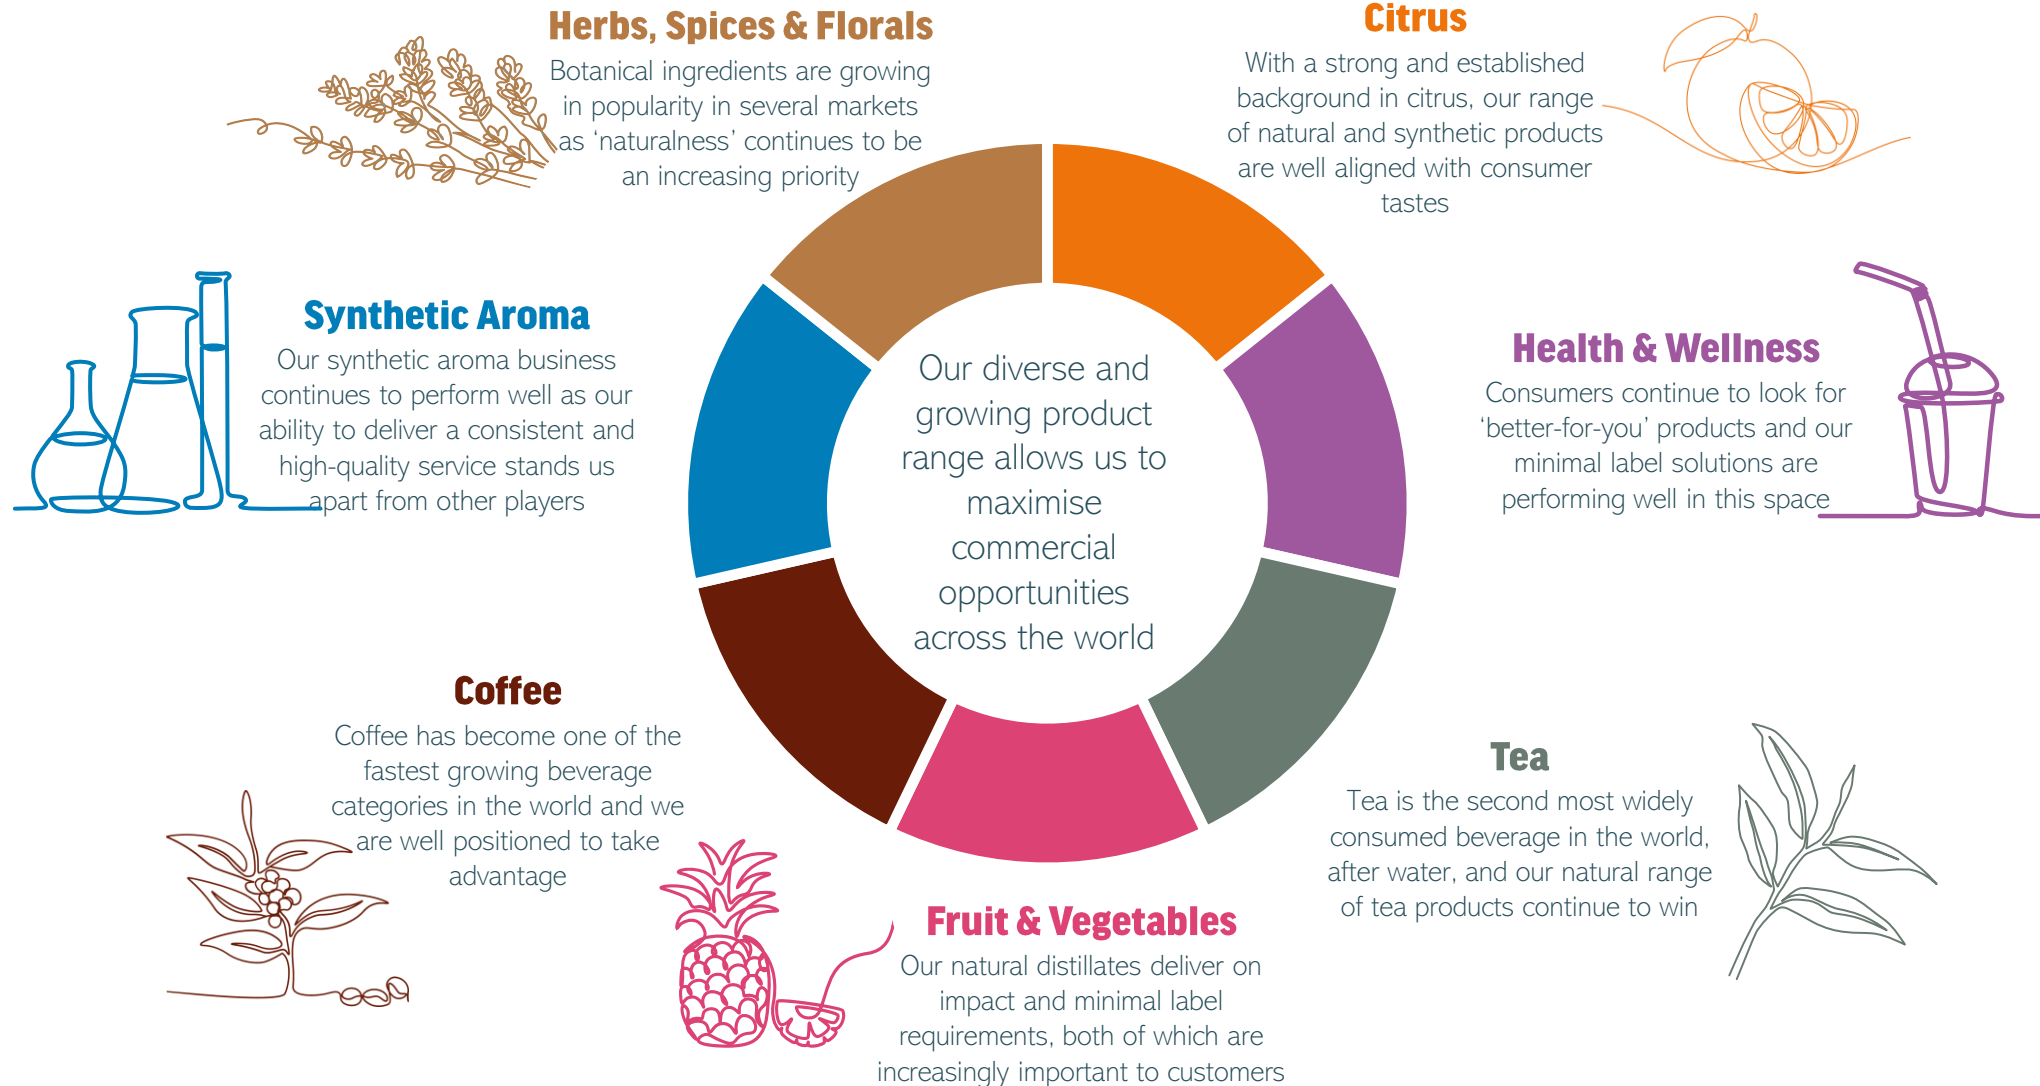 Herbs, Spices & Florals
Botanical ingredients are growing
in popularity in several markets
as ‘naturalness’ continues to be
an increasing priority
Citrus
With a strong and established
background in citrus, our range
of natural and synthetic products
are well aligned with consumer
tastes
Synthetic Aroma
Our synthetic aroma business
continues to perform well as our
ability to deliver a consistent and
high-quality service stands us
apart from other players
Our diverse and
growing product
range allows us to
maximise
commercial
opportunities
across the world
Health & Wellness
Consumers continue to look for
‘better-for-you’ products and our
minimal label solutions are
performing well in this space
Coffee
Coffee has become one of the
fastest growing beverage
categories in the world and we
are well positioned to take
advantage
Tea
Tea is the second most widely
consumed beverage in the world,
after water, and our natural range
of tea products continue to win
Fruit & Vegetables
Our natural distillates deliver on
impact and minimal label
requirements, both of which are
increasingly important to customers